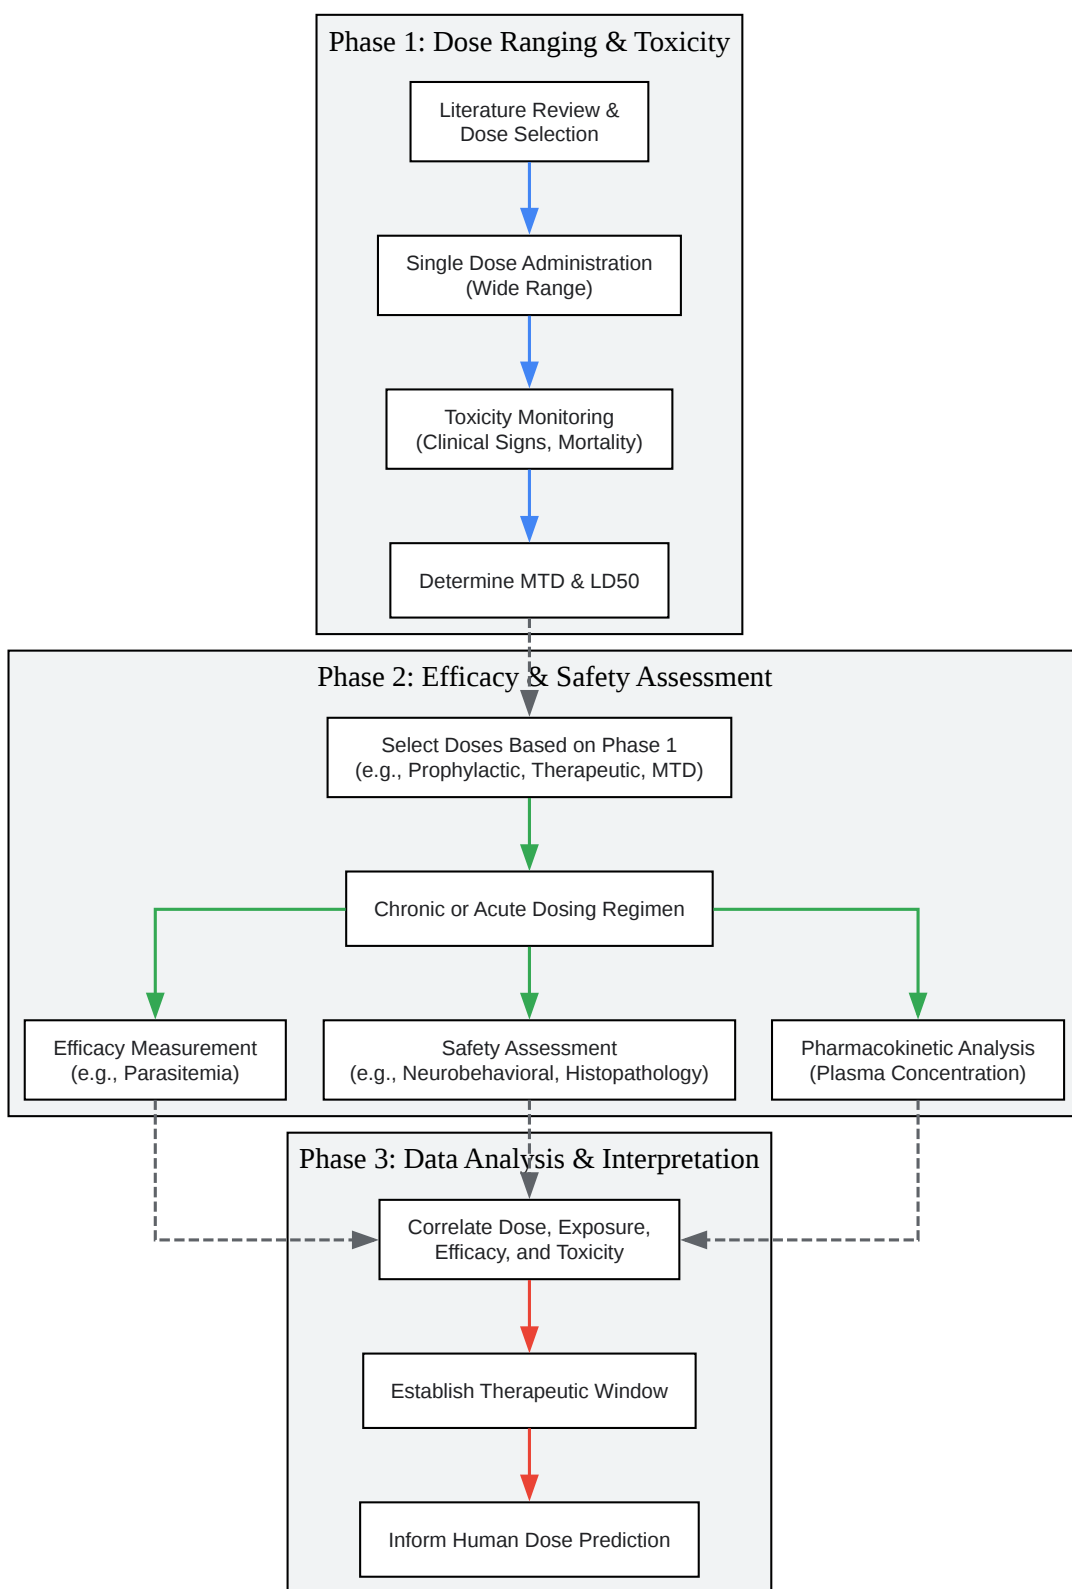 Phase 1: Dose Ranging & Toxicity
Literature Review &
Dose Selection
Single Dose Administration
(Wide Range)
Toxicity Monitoring
(Clinical Signs, Mortality)
Determine MTD & LD50
Phase 2: Efficacy & Safety Assessment
Select Doses Based on Phase 1
(e.g., Prophylactic, Therapeutic, MTD)
Chronic or Acute Dosing Regimen
Efficacy Measurement
(e.g., Parasitemia)
Safety Assessment
(e.g., Neurobehavioral, Histopathology)
Pharmacokinetic Analysis
(Plasma Concentration)
Phase 3: Data Analysis & Interpretation
Correlate Dose, Exposure,
Efficacy, and Toxicity
Establish Therapeutic Window
Inform Human Dose Prediction